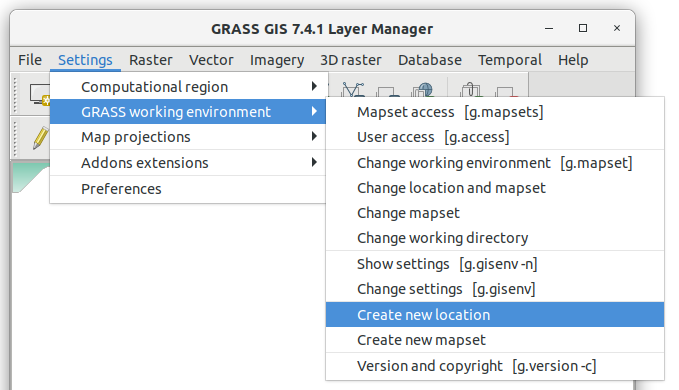 GRASS GIS 7.4.1 Layer Manager
File Settings Raster Vector Imagery 3D raster Database Temporal Help
Computational region
GRASS working environment
Map projections
Addons extensions
Preferences
Mapset access [g.mapsets]
User access [g.access]
Change working environment [g.mapset]
Change location and mapset
Change mapset
Change working directory
Show settings [g.gisenv -n]
Change settings [g.gisenv]
Create new location
Create new mapset
Version and copyright [g.version -c]